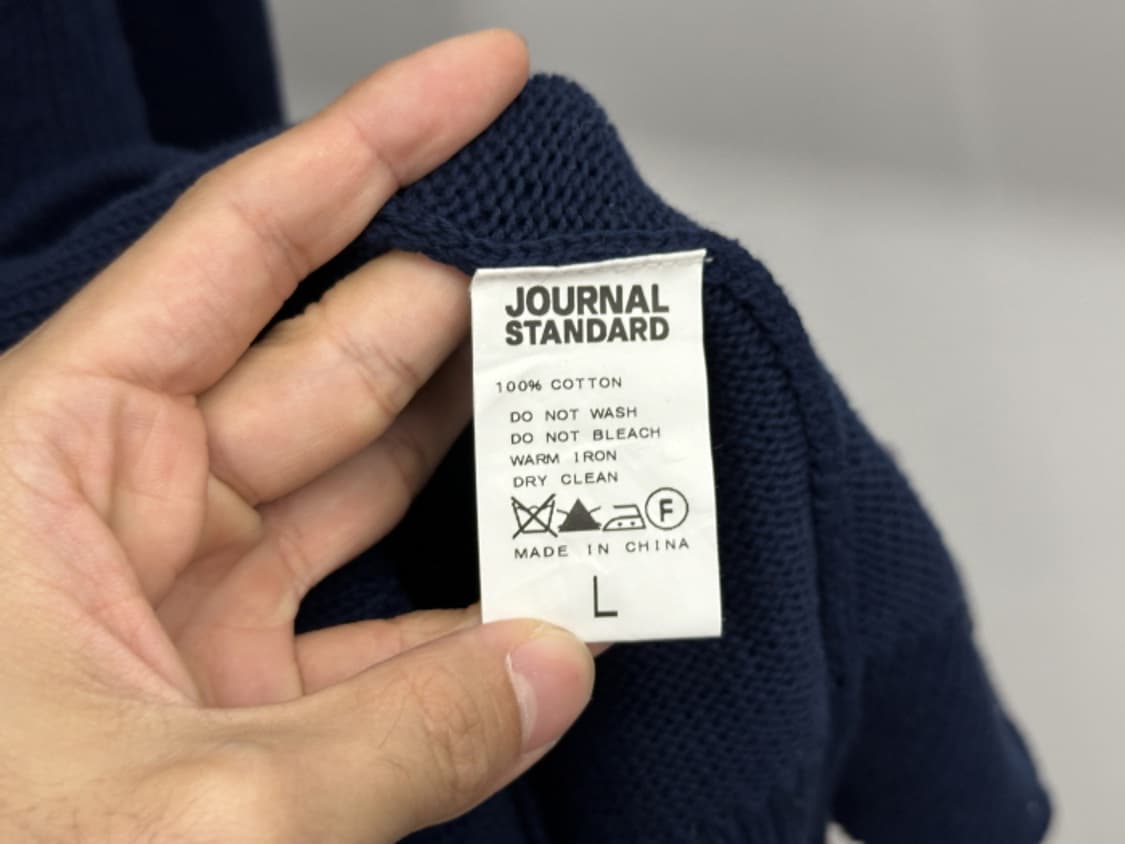 JOURNAL
STANDARD
100% COTTON
DO NOT WASH
DO NOT BLEACH
WARM IRON
DRY CLEAN
F
MADE IN CHINA
L